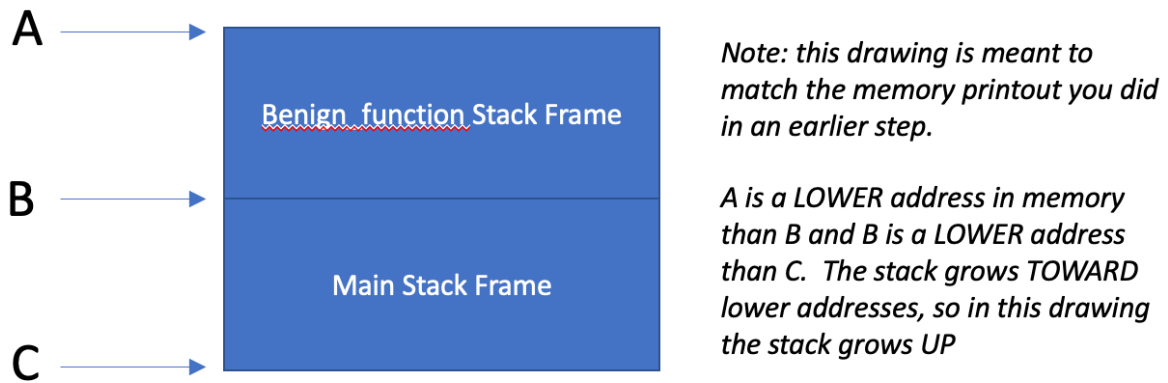 A
Benign_function Stack Frame
B
Main Stack Frame
C
Note: this drawing is meant to
match the memory printout you did
in an earlier step.
A is a LOWER address in memory
than B and B is a LOWER address
than C. The stack grows TOWARD
lower addresses, so in this drawing
the stack grows UP